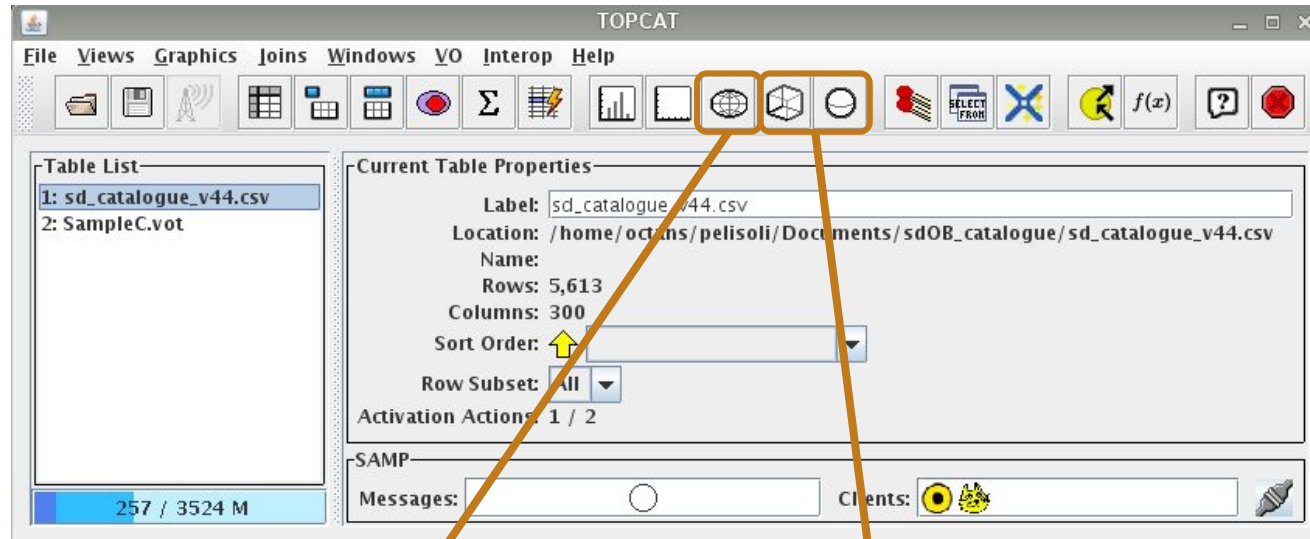 TOPCAT
File Views Graphics Joins Windows VO Interop Help
Σ SELECT FROM f(x) ?
Table List
1: sd_catalogue_v44.csv
2: SampleC.vot
257 / 3524 M
Current Table Properties
Label: sd_catalogue_v44.csv
Location: /home/octans/pelisoli/Documents/sdOB_catalogue/sd_catalogue_v44.csv
Name:
Rows: 5,613
Columns: 300
Sort Order:
Row Subset: All
Activation Actions: 1 / 2
SAMP
Messages: Clients: